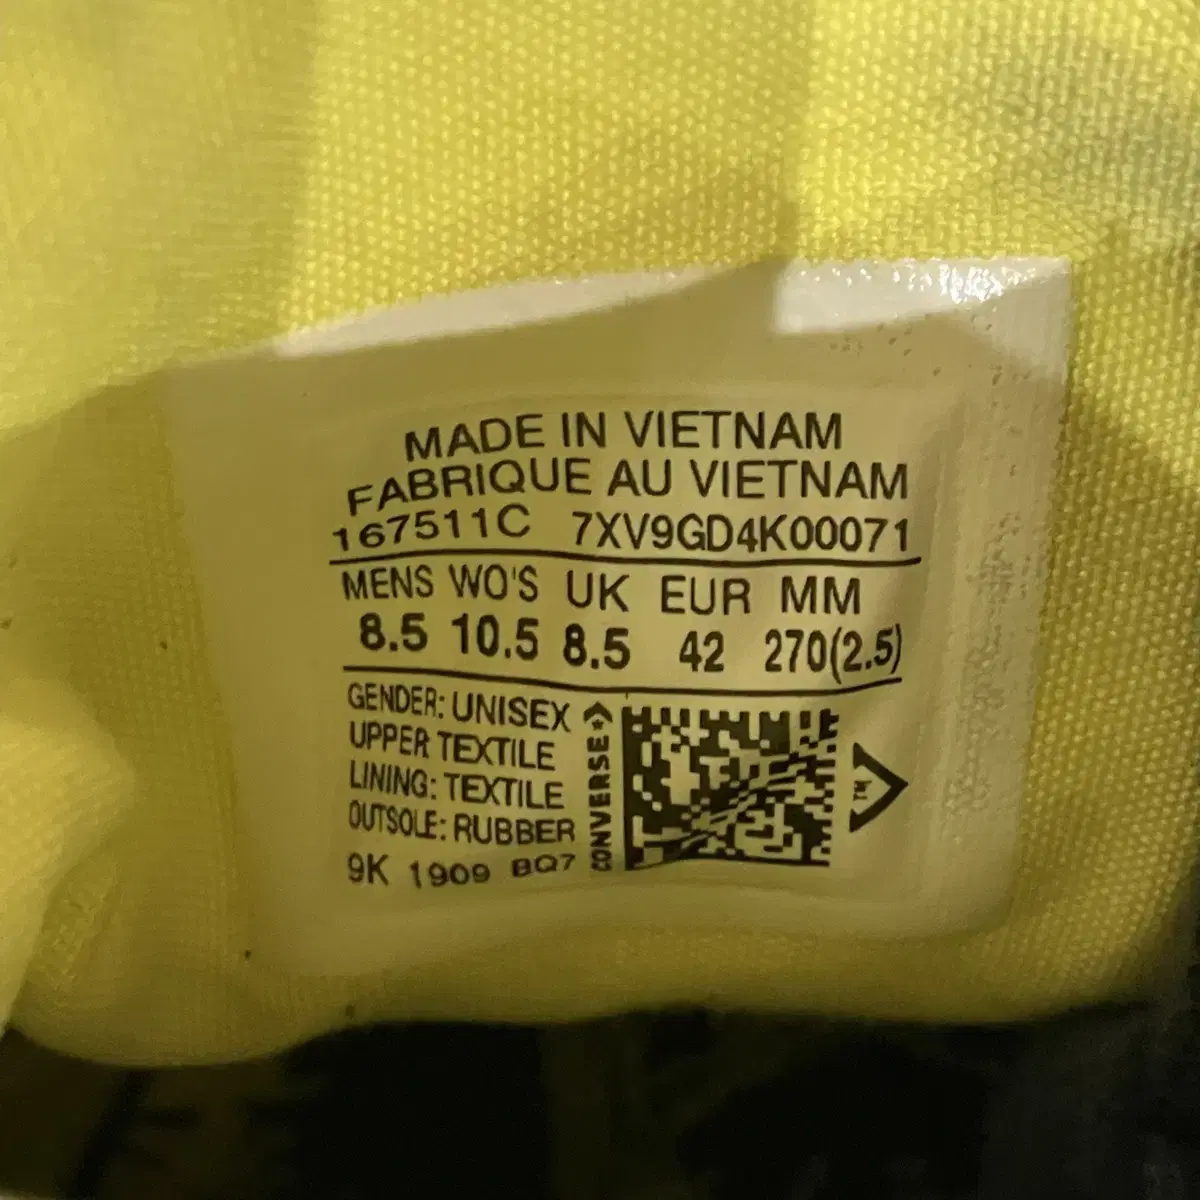 MADE IN VIETNAM
FABRIQUE AU VIETNAM
167511C 7XV9GD4K00071
MENS WO'S UK EUR MM
8.5 10.5 8.5 42 270(2.5)
GENDER: UNISEX
UPPER TEXTILE
LINING: TEXTILE
OUTSOLE: RUBBER
9K 1909 BQ7
CONVERSE